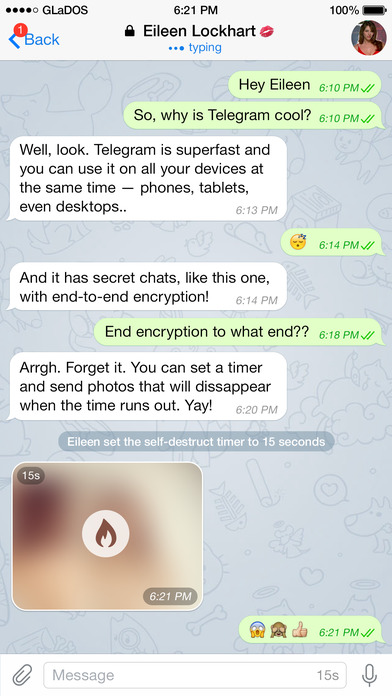 GLaDOS 6:21 PM 100%
1 Back Eileen Lockhart💋
typing
Hey Eileen 6:10 PM
So, why is Telegram cool? 6:10 PM
Well, look. Telegram is superfast and
you can use it on all your devices at
the same time — phones, tablets,
even desktops.. 6:13 PM
😴 6:14 PM
And it has secret chats, like this one,
with end-to-end encryption! 6:14 PM
End encryption to what end?? 6:18 PM
Arrgh. Forget it. You can set a timer
and send photos that will dissappear
when the time runs out. Yay! 6:20 PM
Eileen set the self-destruct timer to 15 seconds
15s
6:21 PM
😱🙈👍 6:21 PM
Message 15s